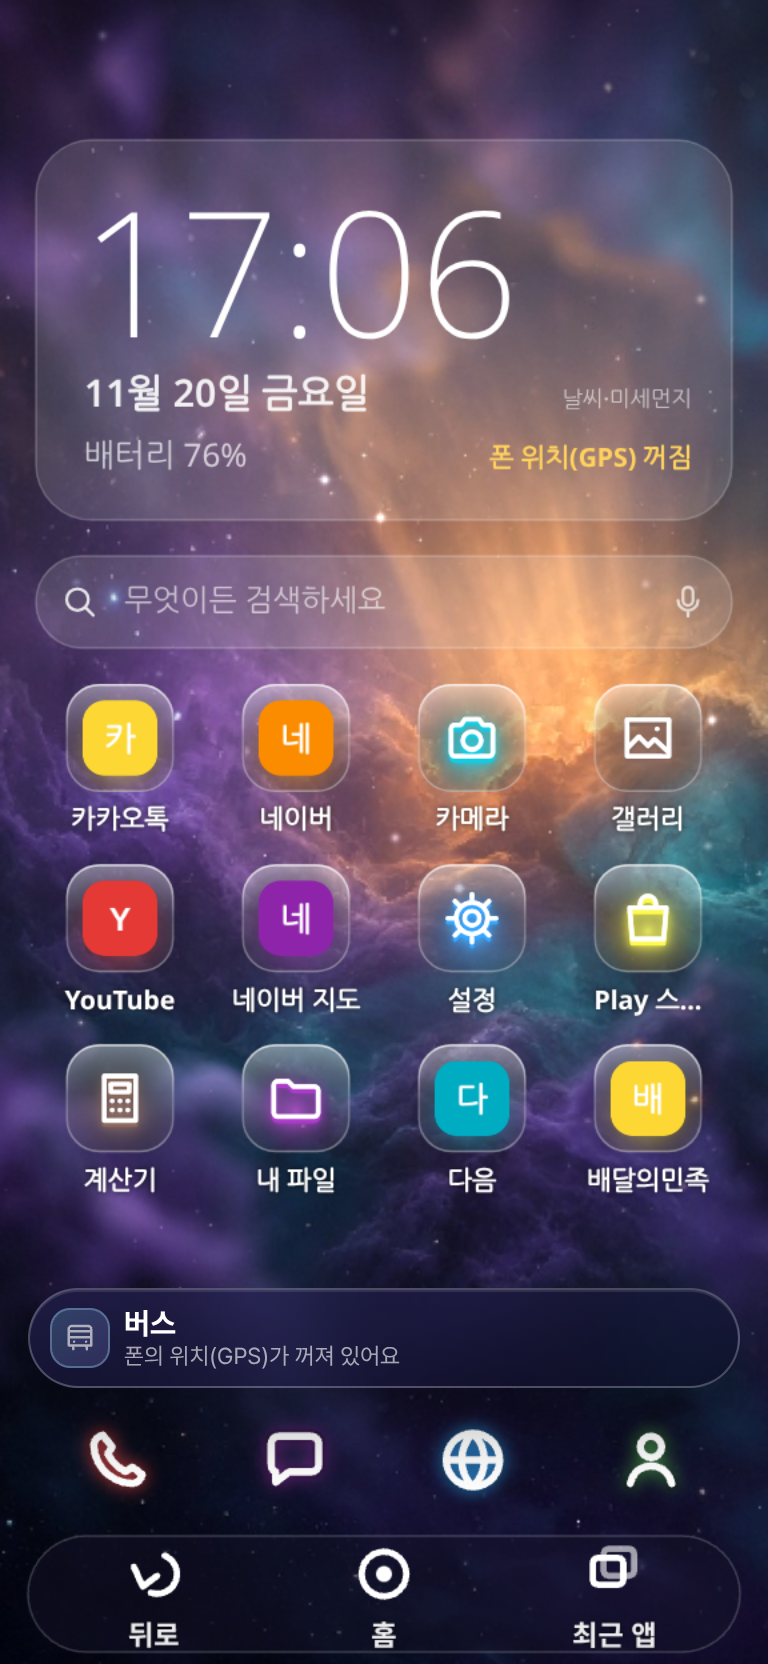 17:06
11월 20일 금요일
날씨·미세먼지
배터리 76%
폰 위치(GPS) 꺼짐
무엇이든 검색하세요
카
네
카카오톡
네이버
카메라
갤러리
Y
네
YouTube
네이버 지도
설정
Play 스...
다
배
계산기
내 파일
다음
배달의민족
버스
폰의 위치(GPS)가 꺼져 있어요
뒤로
홈
최근 앱